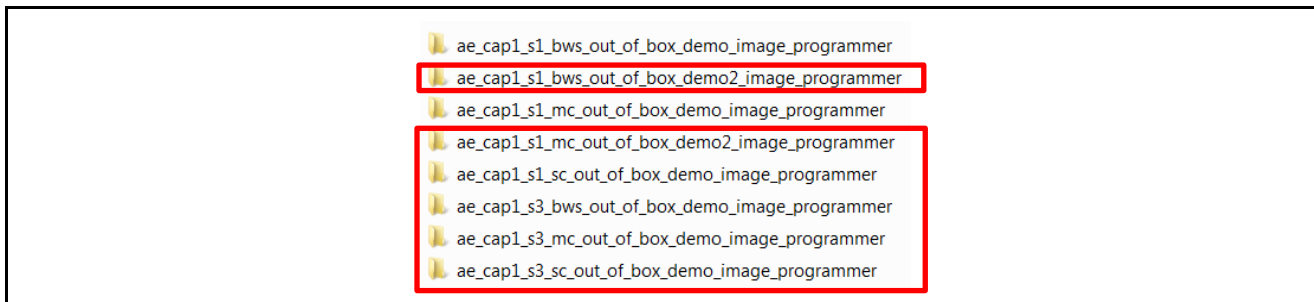 ae_cap1_s1_bws_out_of_box_demo_image_programmer
ae_cap1_s1_bws_out_of_box_demo2_image_programmer
ae_cap1_s1_mc_out_of_box_demo_image_programmer
ae_cap1_s1_mc_out_of_box_demo2_image_programmer
ae_cap1_s1_sc_out_of_box_demo_image_programmer
ae_cap1_s3_bws_out_of_box_demo_image_programmer
ae_cap1_s3_mc_out_of_box_demo_image_programmer
ae_cap1_s3_sc_out_of_box_demo_image_programmer